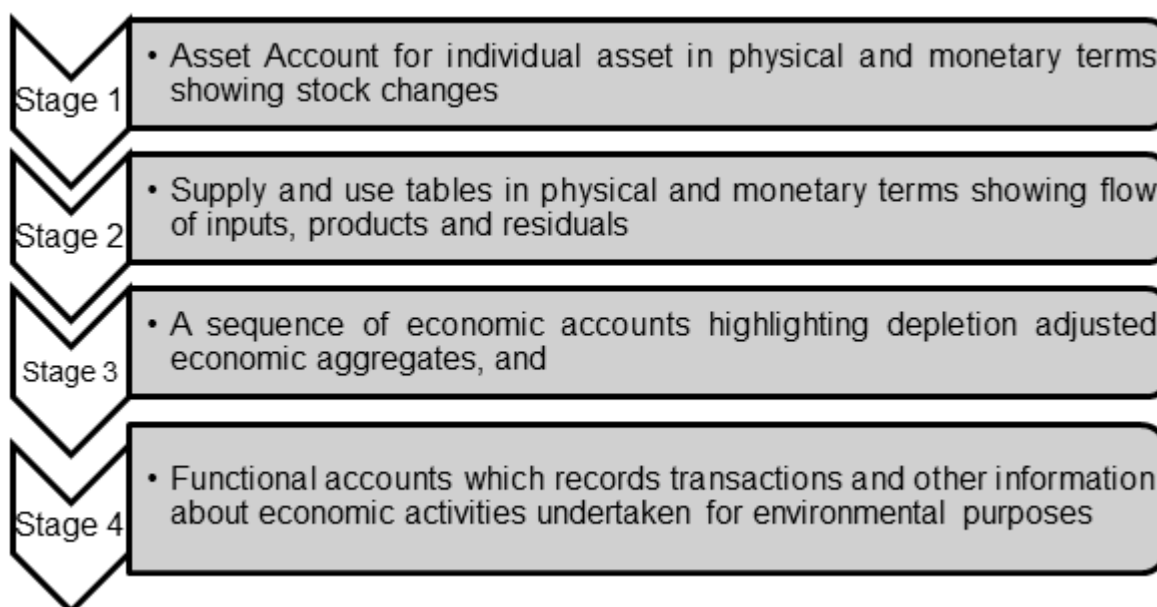 Stage 1
• Asset Account for individual asset in physical and monetary terms
showing stock changes
Stage 2
• Supply and use tables in physical and monetary terms showing flow
of inputs, products and residuals
Stage 3
• A sequence of economic accounts highlighting depletion adjusted
economic aggregates, and
Stage 4
• Functional accounts which records transactions and other information
about economic activities undertaken for environmental purposes